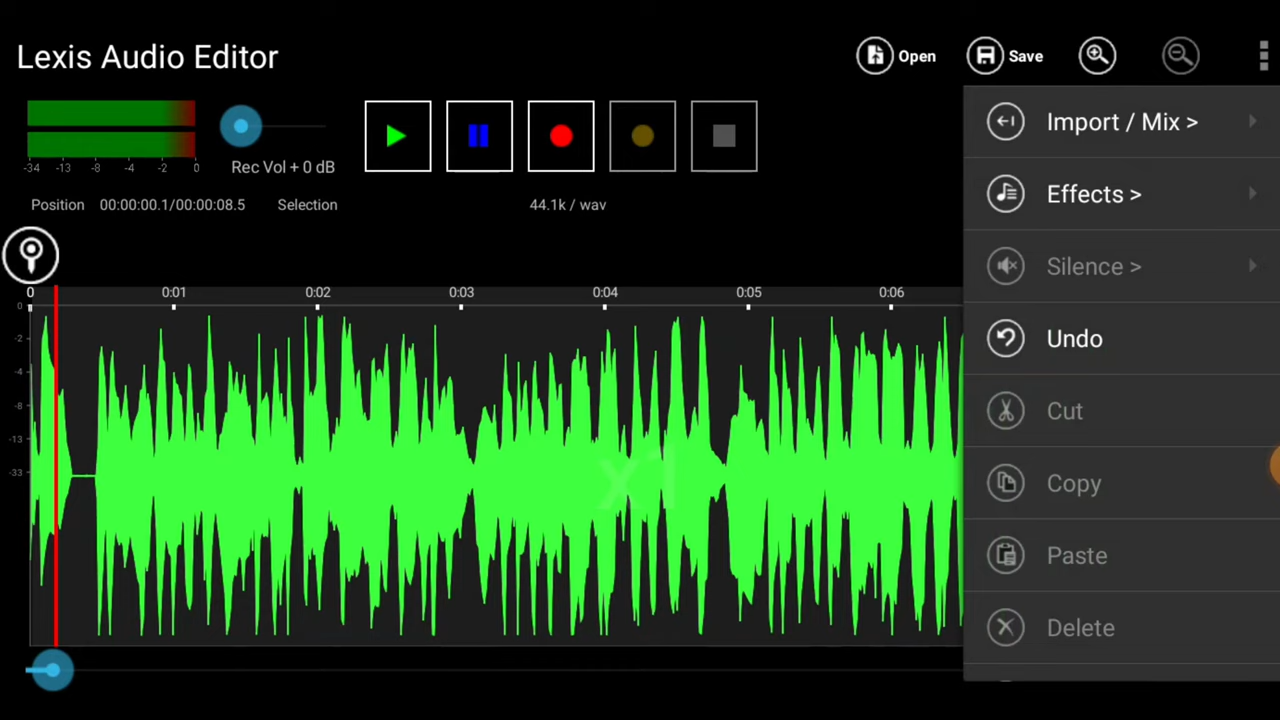 Lexis Audio Editor
Open
Save
-34 -13 -8 -4 -2 0
Rec Vol + 0 dB
Position 00:00:00.1/00:00:08.5 Selection 44.1k / wav
0 0:01 0:02 0:03 0:04 0:05 0:06
0
-2
-4
-8
-13
-33
x1
Import / Mix >
Effects >
Silence >
Undo
Cut
Copy
Paste
Delete